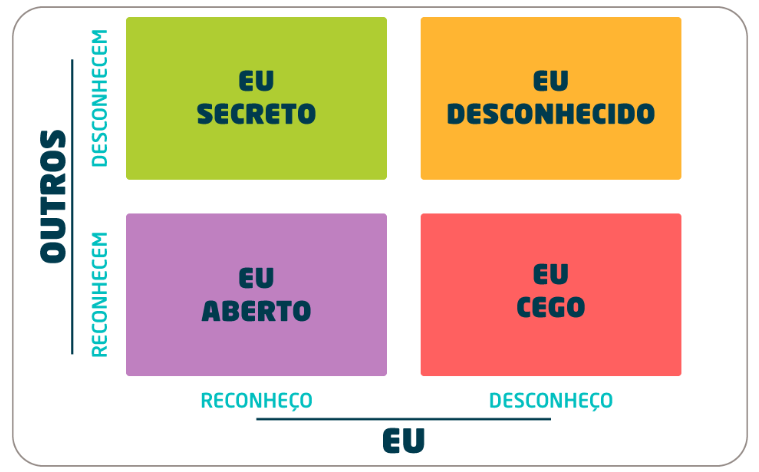 OUTROS
DESCONHECEM
RECONHECEM
EU
SECRETO
EU
DESCONHECIDO
EU
ABERTO
EU
CEGO
RECONHEÇO
DESCONHEÇO
EU